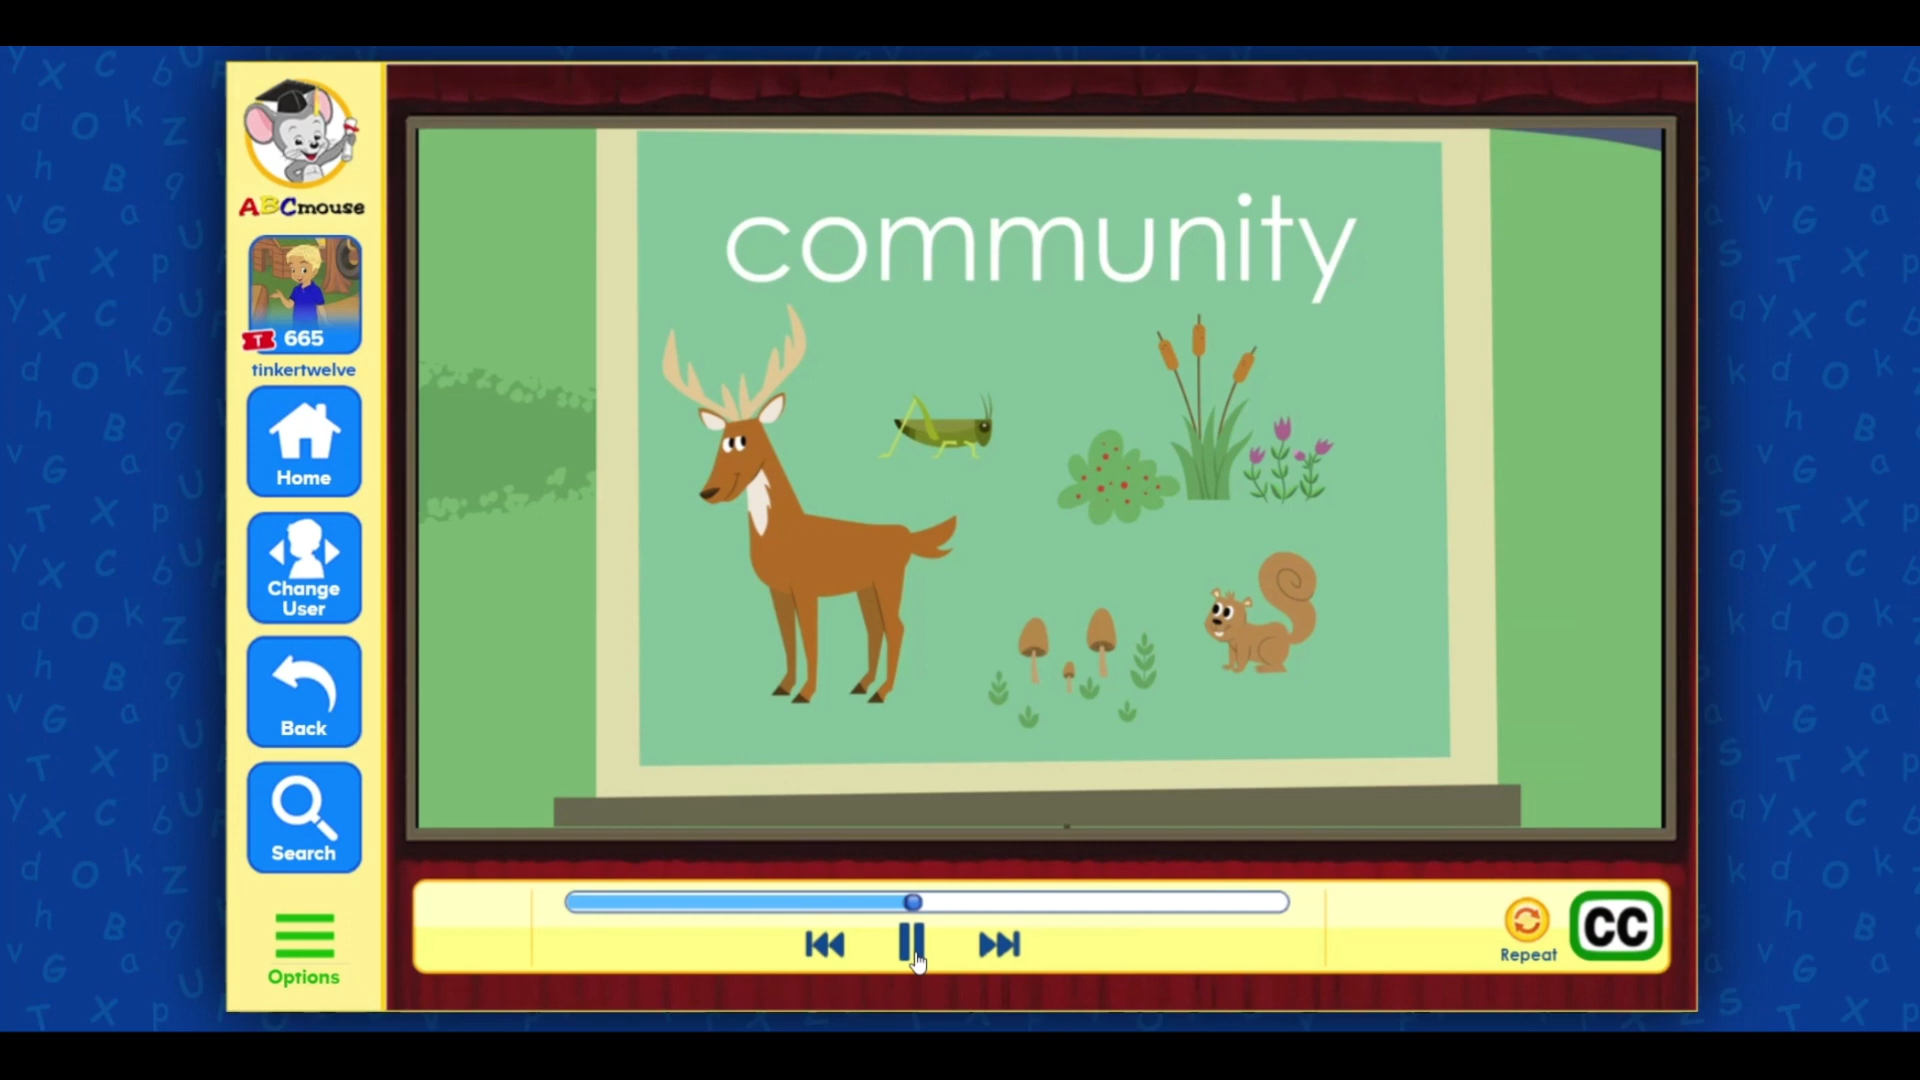 ABCmouse
T 665
tinkertwelve
Home
Change
User
Back
Search
Options
community
Repeat
CC